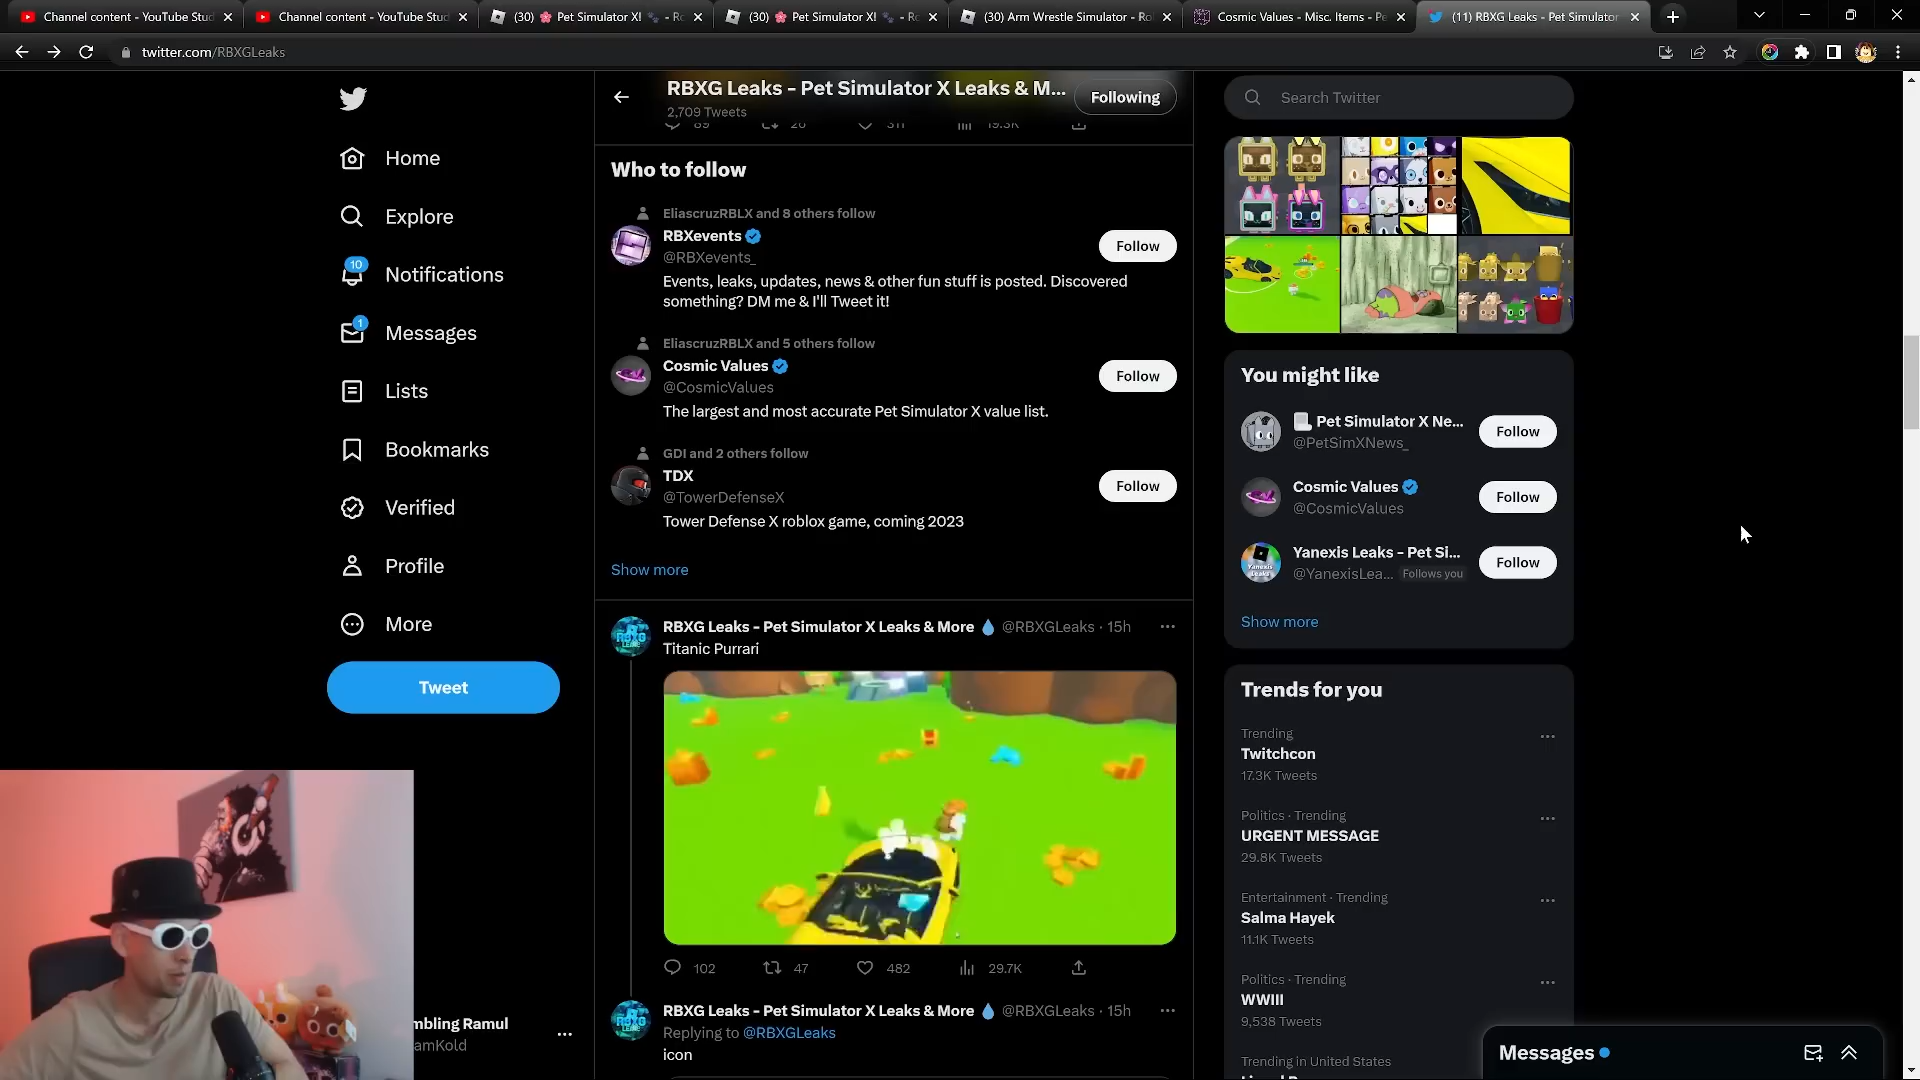 Channel content - YouTube Stud
Channel content - YouTube Stud
(30) 🌸 Pet Simulator X! 🐾 - Ro
(30) 🌸 Pet Simulator X! 🐾 - Ro
(30) Arm Wrestle Simulator - Rol
Cosmic Values - Misc. Items - Pe
(11) RBXG Leaks - Pet Simulator
twitter.com/RBXGLeaks
Home
Explore
10
Notifications
1
Messages
Lists
Bookmarks
Verified
Profile
More
Tweet
mbling Ramul
amKold
RBXG Leaks - Pet Simulator X Leaks & M...
2,709 Tweets
Following
89 26 311 19.3K
Who to follow
EliascruzRBLX and 8 others follow
RBXevents
@RBXevents_
Follow
Events, leaks, updates, news & other fun stuff is posted. Discovered
something? DM me & I'll Tweet it!
EliascruzRBLX and 5 others follow
Cosmic Values
@CosmicValues
Follow
The largest and most accurate Pet Simulator X value list.
GDI and 2 others follow
TDX
@TowerDefenseX
Follow
Tower Defense X roblox game, coming 2023
Show more
RBXG Leaks - Pet Simulator X Leaks & More 💧 @RBXGLeaks · 15h
Titanic Purrari
102 47 482 29.7K
RBXG Leaks - Pet Simulator X Leaks & More 💧 @RBXGLeaks · 15h
Replying to @RBXGLeaks
icon
Search Twitter
You might like
Pet Simulator X Ne...
@PetSimXNews_
Follow
Cosmic Values
@CosmicValues
Follow
Yanexis Leaks - Pet Si...
@YanexisLea... Follows you
Follow
Show more
Trends for you
Trending
Twitchcon
17.3K Tweets
Politics · Trending
URGENT MESSAGE
29.8K Tweets
Entertainment · Trending
Salma Hayek
11.1K Tweets
Politics · Trending
WWIII
9,538 Tweets
Trending in United States
Messages